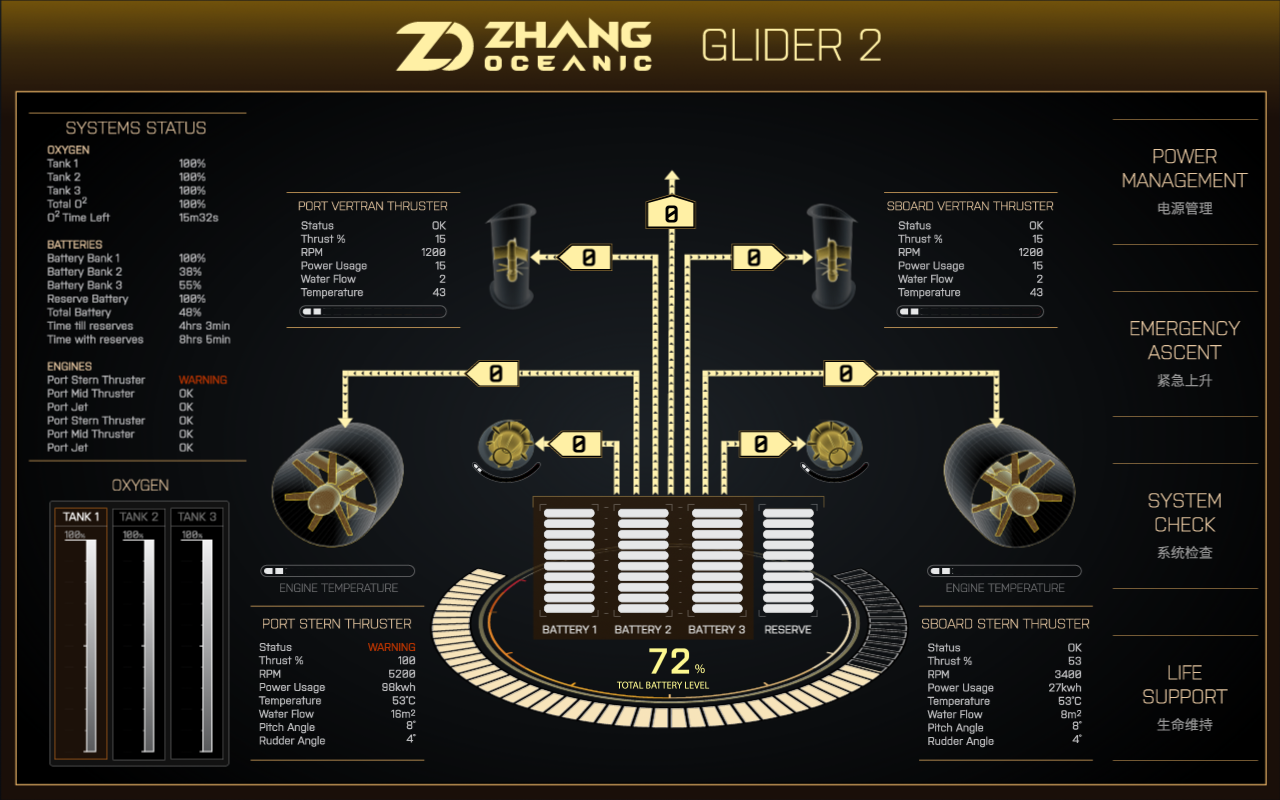 ZHANG
OCEANIC
GLIDER 2
SYSTEMS STATUS
OXYGEN
Tank 1 100%
Tank 2 100%
Tank 3 100%
Total O² 100%
O² Time Left 15m32s
BATTERIES
Battery Bank 1 100%
Battery Bank 2 38%
Battery Bank 3 55%
Reserve Battery 100%
Total Battery 48%
Time till reserves 4hrs 3min
Time with reserves 8hrs 5min
ENGINES
Port Stern Thruster WARNING
Port Mid Thruster OK
Port Jet OK
Port Stern Thruster OK
Port Mid Thruster OK
Port Jet OK
OXYGEN
TANK 1 TANK 2 TANK 3
100% 100% 100%
PORT VERTRAN THRUSTER
Status OK
Thrust % 15
RPM 1200
Power Usage 15
Water Flow 2
Temperature 43
0
0 0
0 0
0 0
SBOARD VERTRAN THRUSTER
Status OK
Thrust % 15
RPM 1200
Power Usage 15
Water Flow 2
Temperature 43
ENGINE TEMPERATURE
PORT STERN THRUSTER
Status WARNING
Thrust % 100
RPM 5200
Power Usage 98kwh
Temperature 53°C
Water Flow 16m²
Pitch Angle 8°
Rudder Angle 4°
BATTERY 1 BATTERY 2 BATTERY 3 RESERVE
72 %
TOTAL BATTERY LEVEL
ENGINE TEMPERATURE
SBOARD STERN THRUSTER
Status OK
Thrust % 53
RPM 3400
Power Usage 27kwh
Temperature 53°C
Water Flow 8m²
Pitch Angle 8°
Rudder Angle 4°
POWER
MANAGEMENT
电源管理
EMERGENCY
ASCENT
紧急上升
SYSTEM
CHECK
系统检查
LIFE
SUPPORT
生命维持